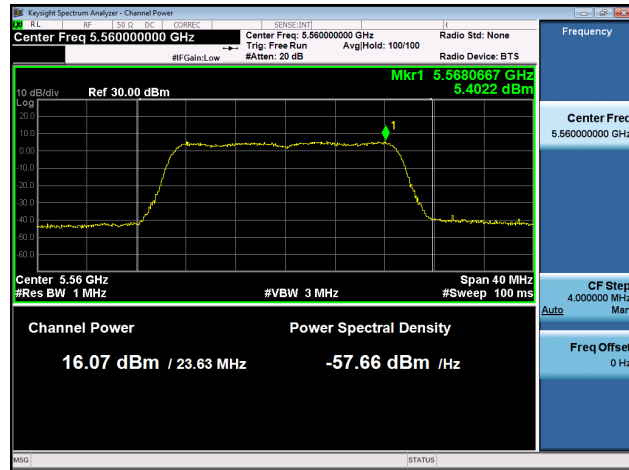 Keysight Spectrum Analyzer - Channel Power
LXI RL RF 50 Ω DC CORREC SENSE:INT
Center Freq 5.560000000 GHz
#IFGain:Low
Center Freq: 5.560000000 GHz
Trig: Free Run Avg|Hold: 100/100
#Atten: 20 dB
Radio Std: None
Radio Device: BTS
Mkr1 5.5680667 GHz
5.4022 dBm
10 dB/div Ref 30.00 dBm
Log
20.0
10.0
0.00
-10.0
-20.0
-30.0
-40.0
-50.0
-60.0
1
Center 5.56 GHz Span 40 MHz
#Res BW 1 MHz #VBW 3 MHz #Sweep 100 ms
Channel Power Power Spectral Density
16.07 dBm / 23.63 MHz -57.66 dBm /Hz
MSG STATUS
Frequency
Center Freq
5.560000000 GHz
CF Step
4.000000 MHz
Auto Man
Freq Offset
0 Hz